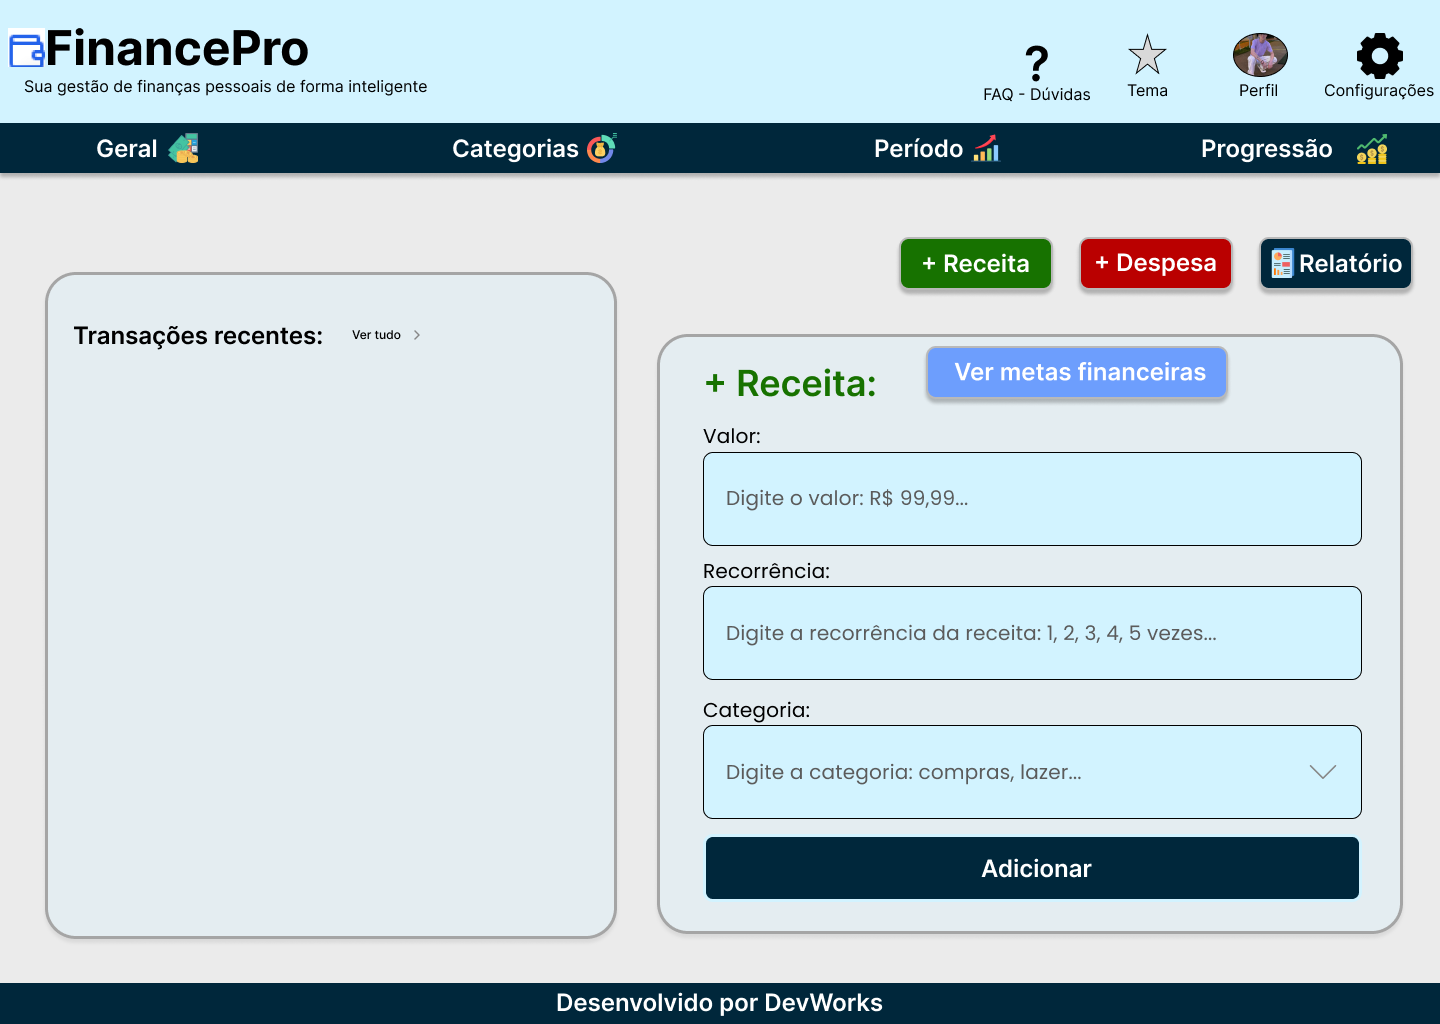 FinancePro
Sua gestão de finanças pessoais de forma inteligente
?
FAQ - Dúvidas
Tema
Perfil
Configurações
Geral
Categorias
Período
Progressão
+ Receita
+ Despesa
Relatório
Transações recentes:
Ver tudo
+ Receita:
Ver metas financeiras
Valor:
Digite o valor: R$ 99,99...
Recorrência:
Digite a recorrência da receita: 1, 2, 3, 4, 5 vezes...
Categoria:
Digite a categoria: compras, lazer...
Adicionar
Desenvolvido por DevWorks